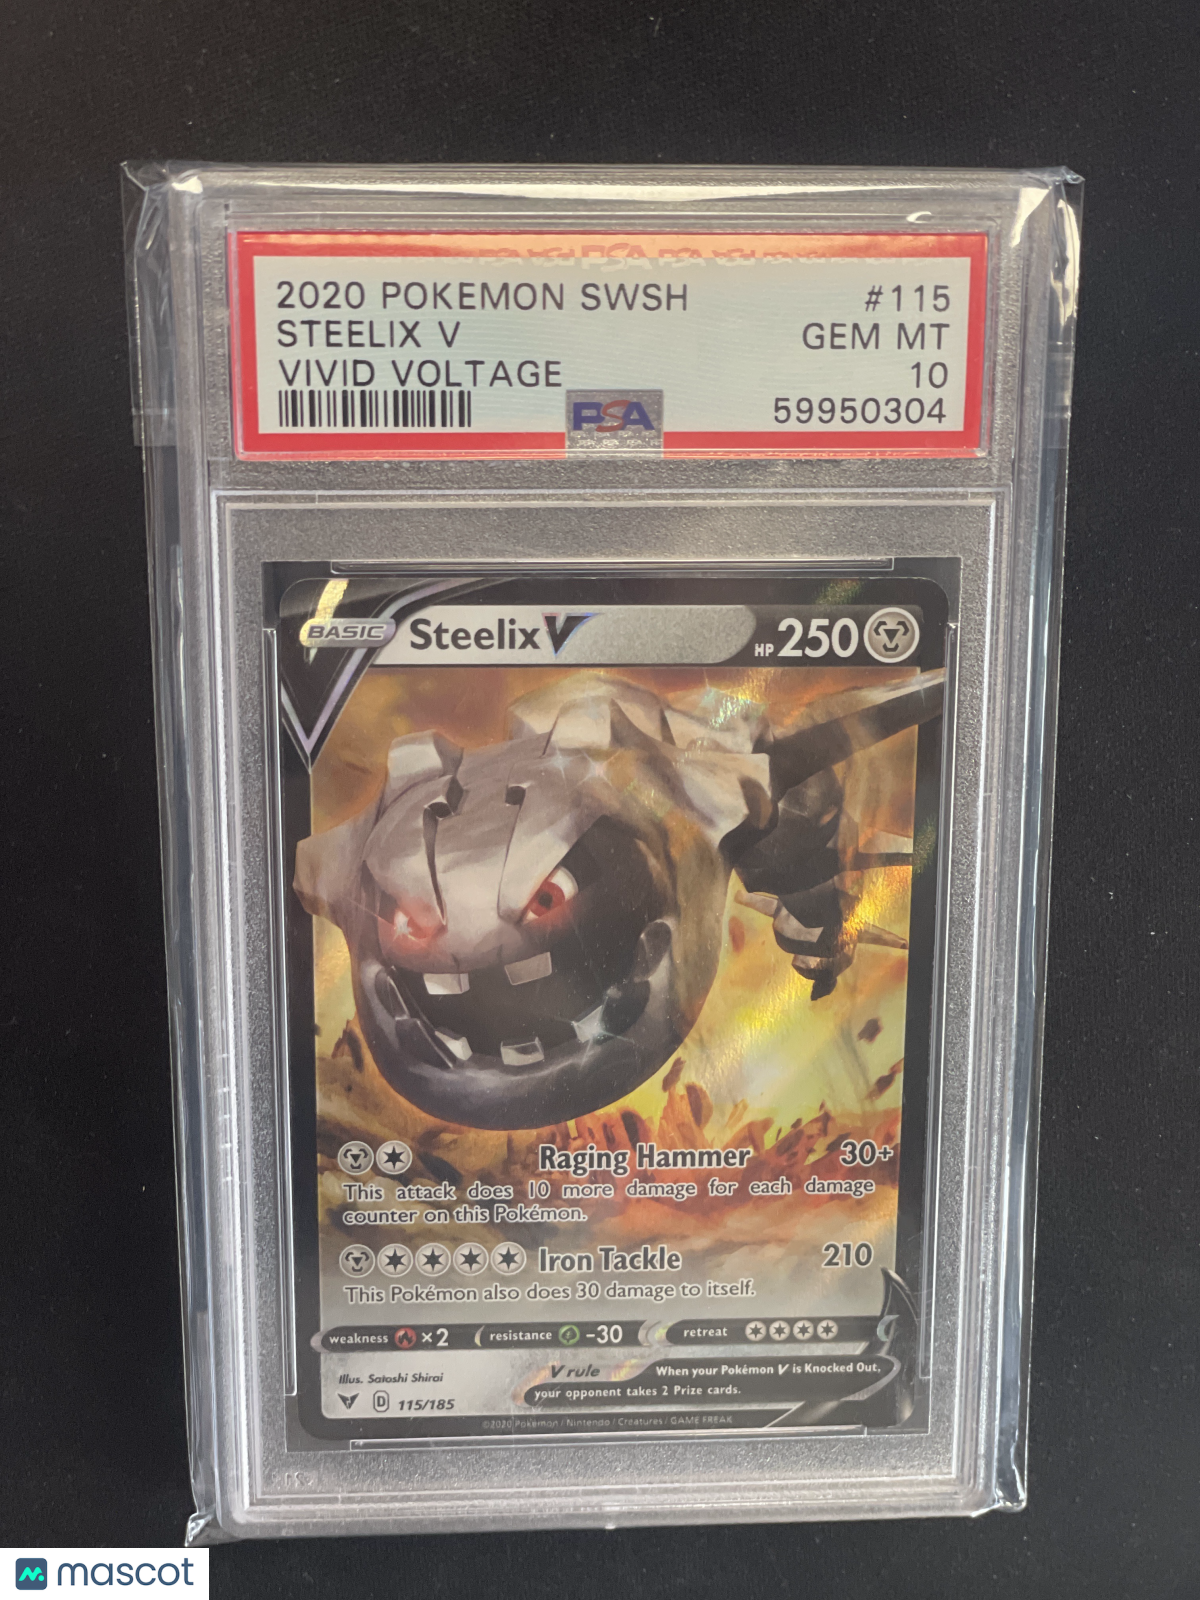 2020 POKEMON SWSH #115
STEELIX V GEM MT
VIVID VOLTAGE 10
59950304
PSA
BASIC Steelix V HP 250
Raging Hammer 30+
This attack does 10 more damage for each damage
counter on this Pokémon.
Iron Tackle 210
This Pokémon also does 30 damage to itself.
weakness ×2 resistance -30 retreat
Illus. Satoshi Shirai
V rule When your Pokémon V is Knocked Out,
your opponent takes 2 Prize cards.
D 115/185
©2020 Pokémon / Nintendo / Creatures / GAME FREAK
mascot